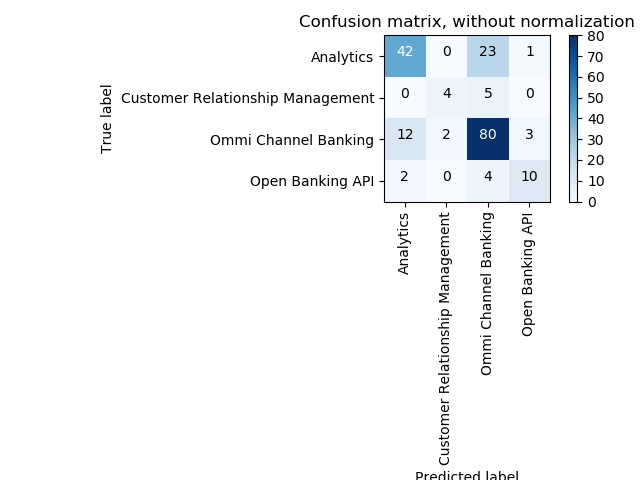 Confusion matrix, without normalization
True label
Analytics 42 0 23 1
Customer Relationship Management 0 4 5 0
Ommi Channel Banking 12 2 80 3
Open Banking API 2 0 4 10
Analytics
Customer Relationship Management
Ommi Channel Banking
Open Banking API
Predicted label
80
70
60
50
40
30
20
10
0